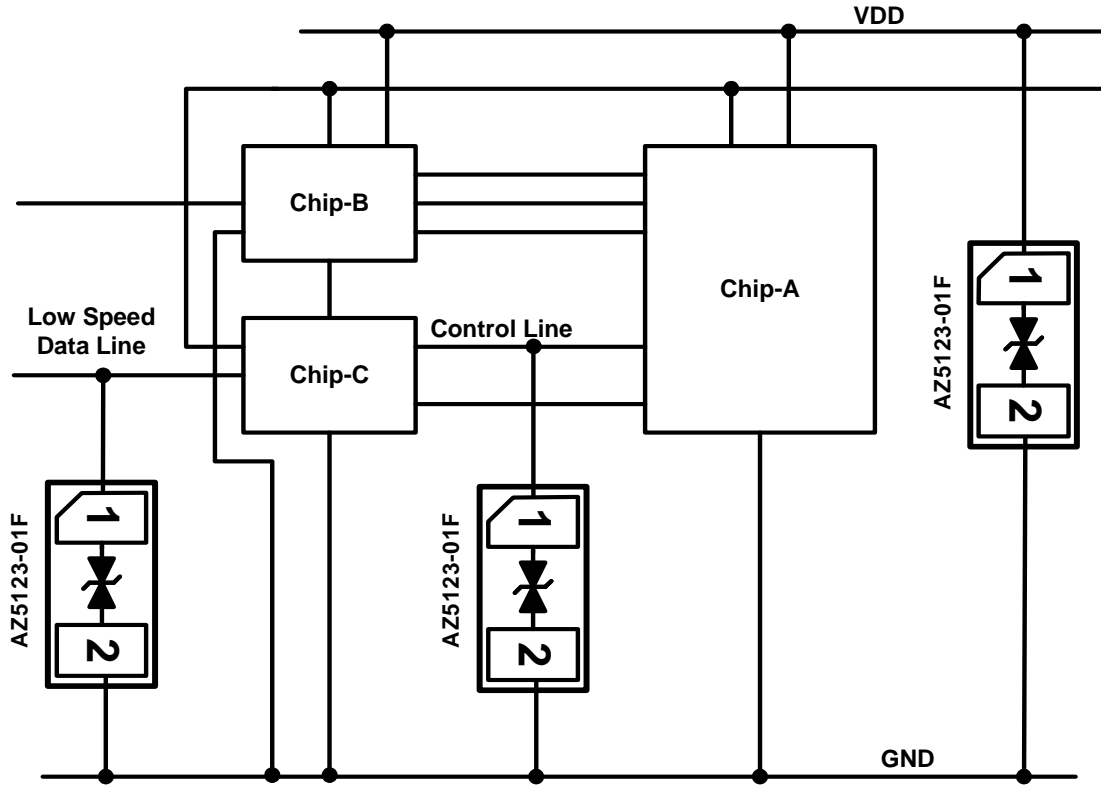 VDD
Chip-B
Chip-A
1
2
AZ5123-01F
Low Speed
Data Line
Control Line
Chip-C
1
2
AZ5123-01F
1
2
AZ5123-01F
GND